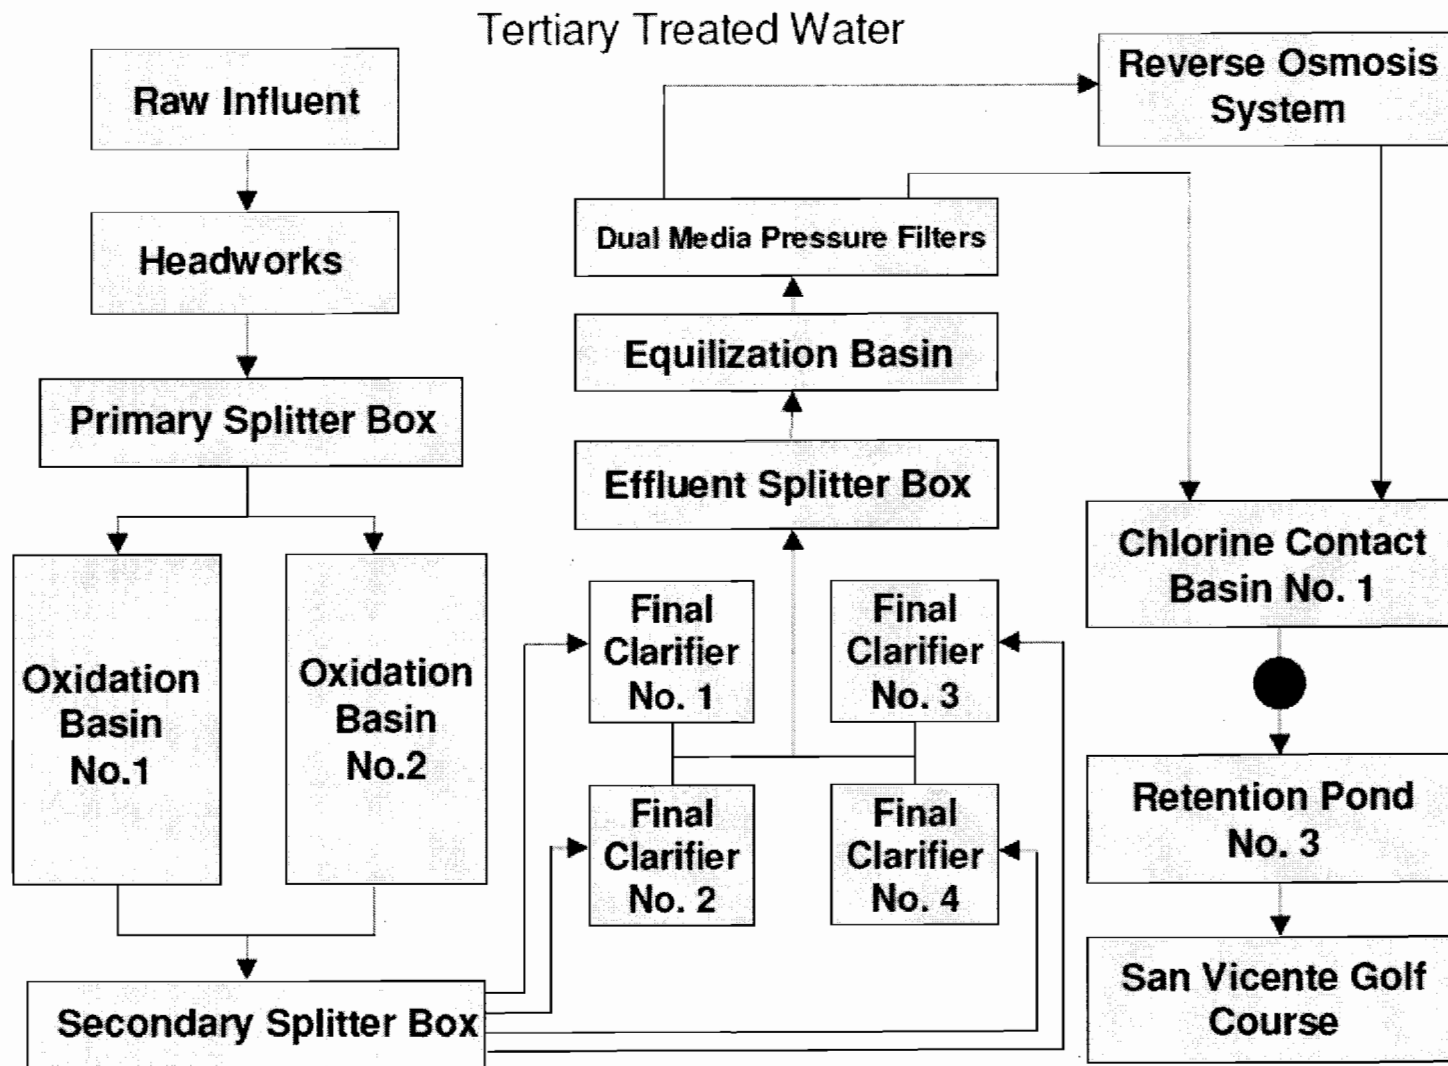 Tertiary Treated Water
Raw Influent
Headworks
Primary Splitter Box
Oxidation
Basin
No.1
Oxidation
Basin
No.2
Secondary Splitter Box
Final
Clarifier
No. 1
Final
Clarifier
No. 2
Final
Clarifier
No. 3
Final
Clarifier
No. 4
Effluent Splitter Box
Equilization Basin
Dual Media Pressure Filters
Reverse Osmosis
System
Chlorine Contact
Basin No. 1
Retention Pond
No. 3
San Vicente Golf
Course